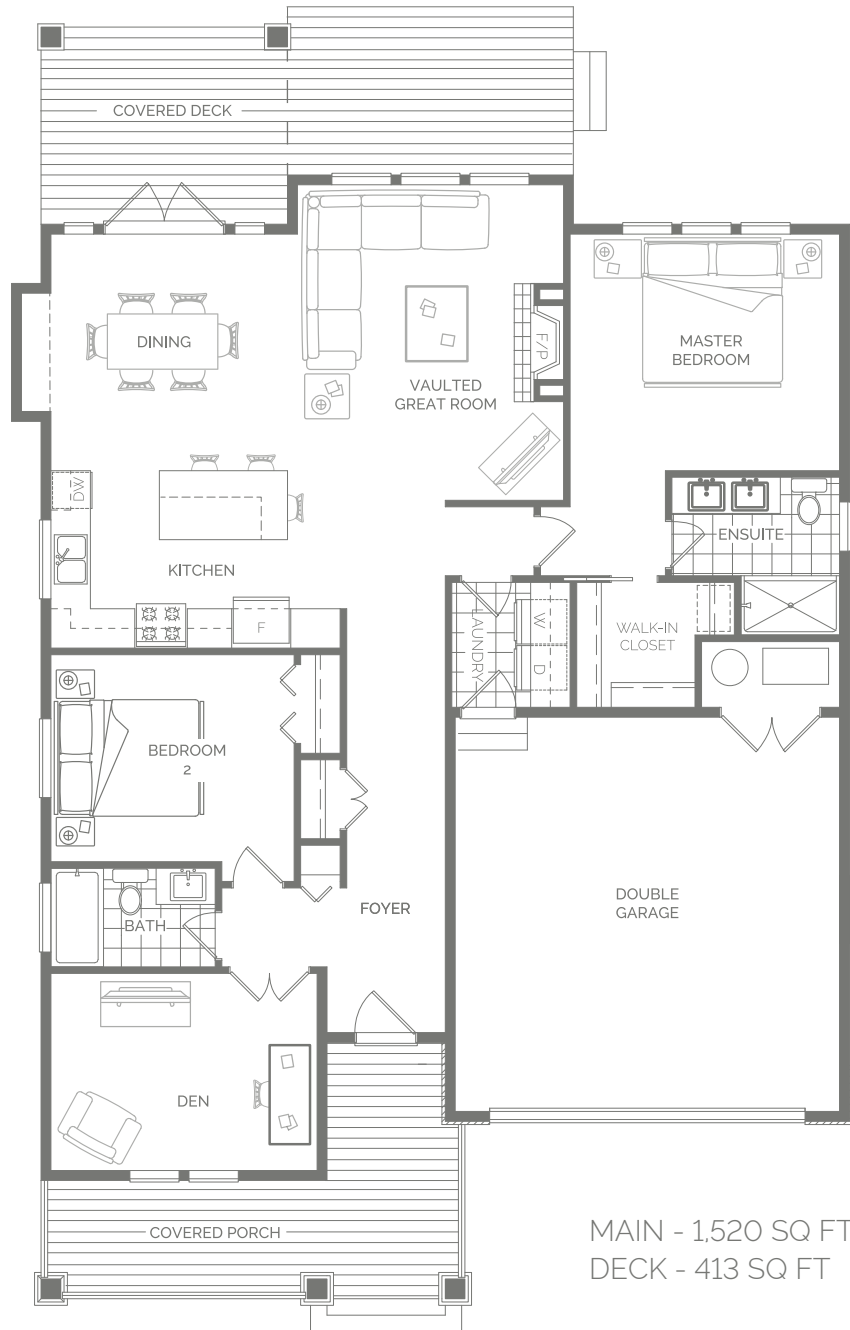 COVERED DECK
DINING
VAULTED
GREAT ROOM
F/P
MASTER
BEDROOM
DW
KITCHEN
F
ENSUITE
LAUNDRY
W
D
WALK-IN
CLOSET
BEDROOM
2
BATH
FOYER
DOUBLE
GARAGE
DEN
COVERED PORCH
MAIN - 1,520 SQ FT
DECK - 413 SQ FT